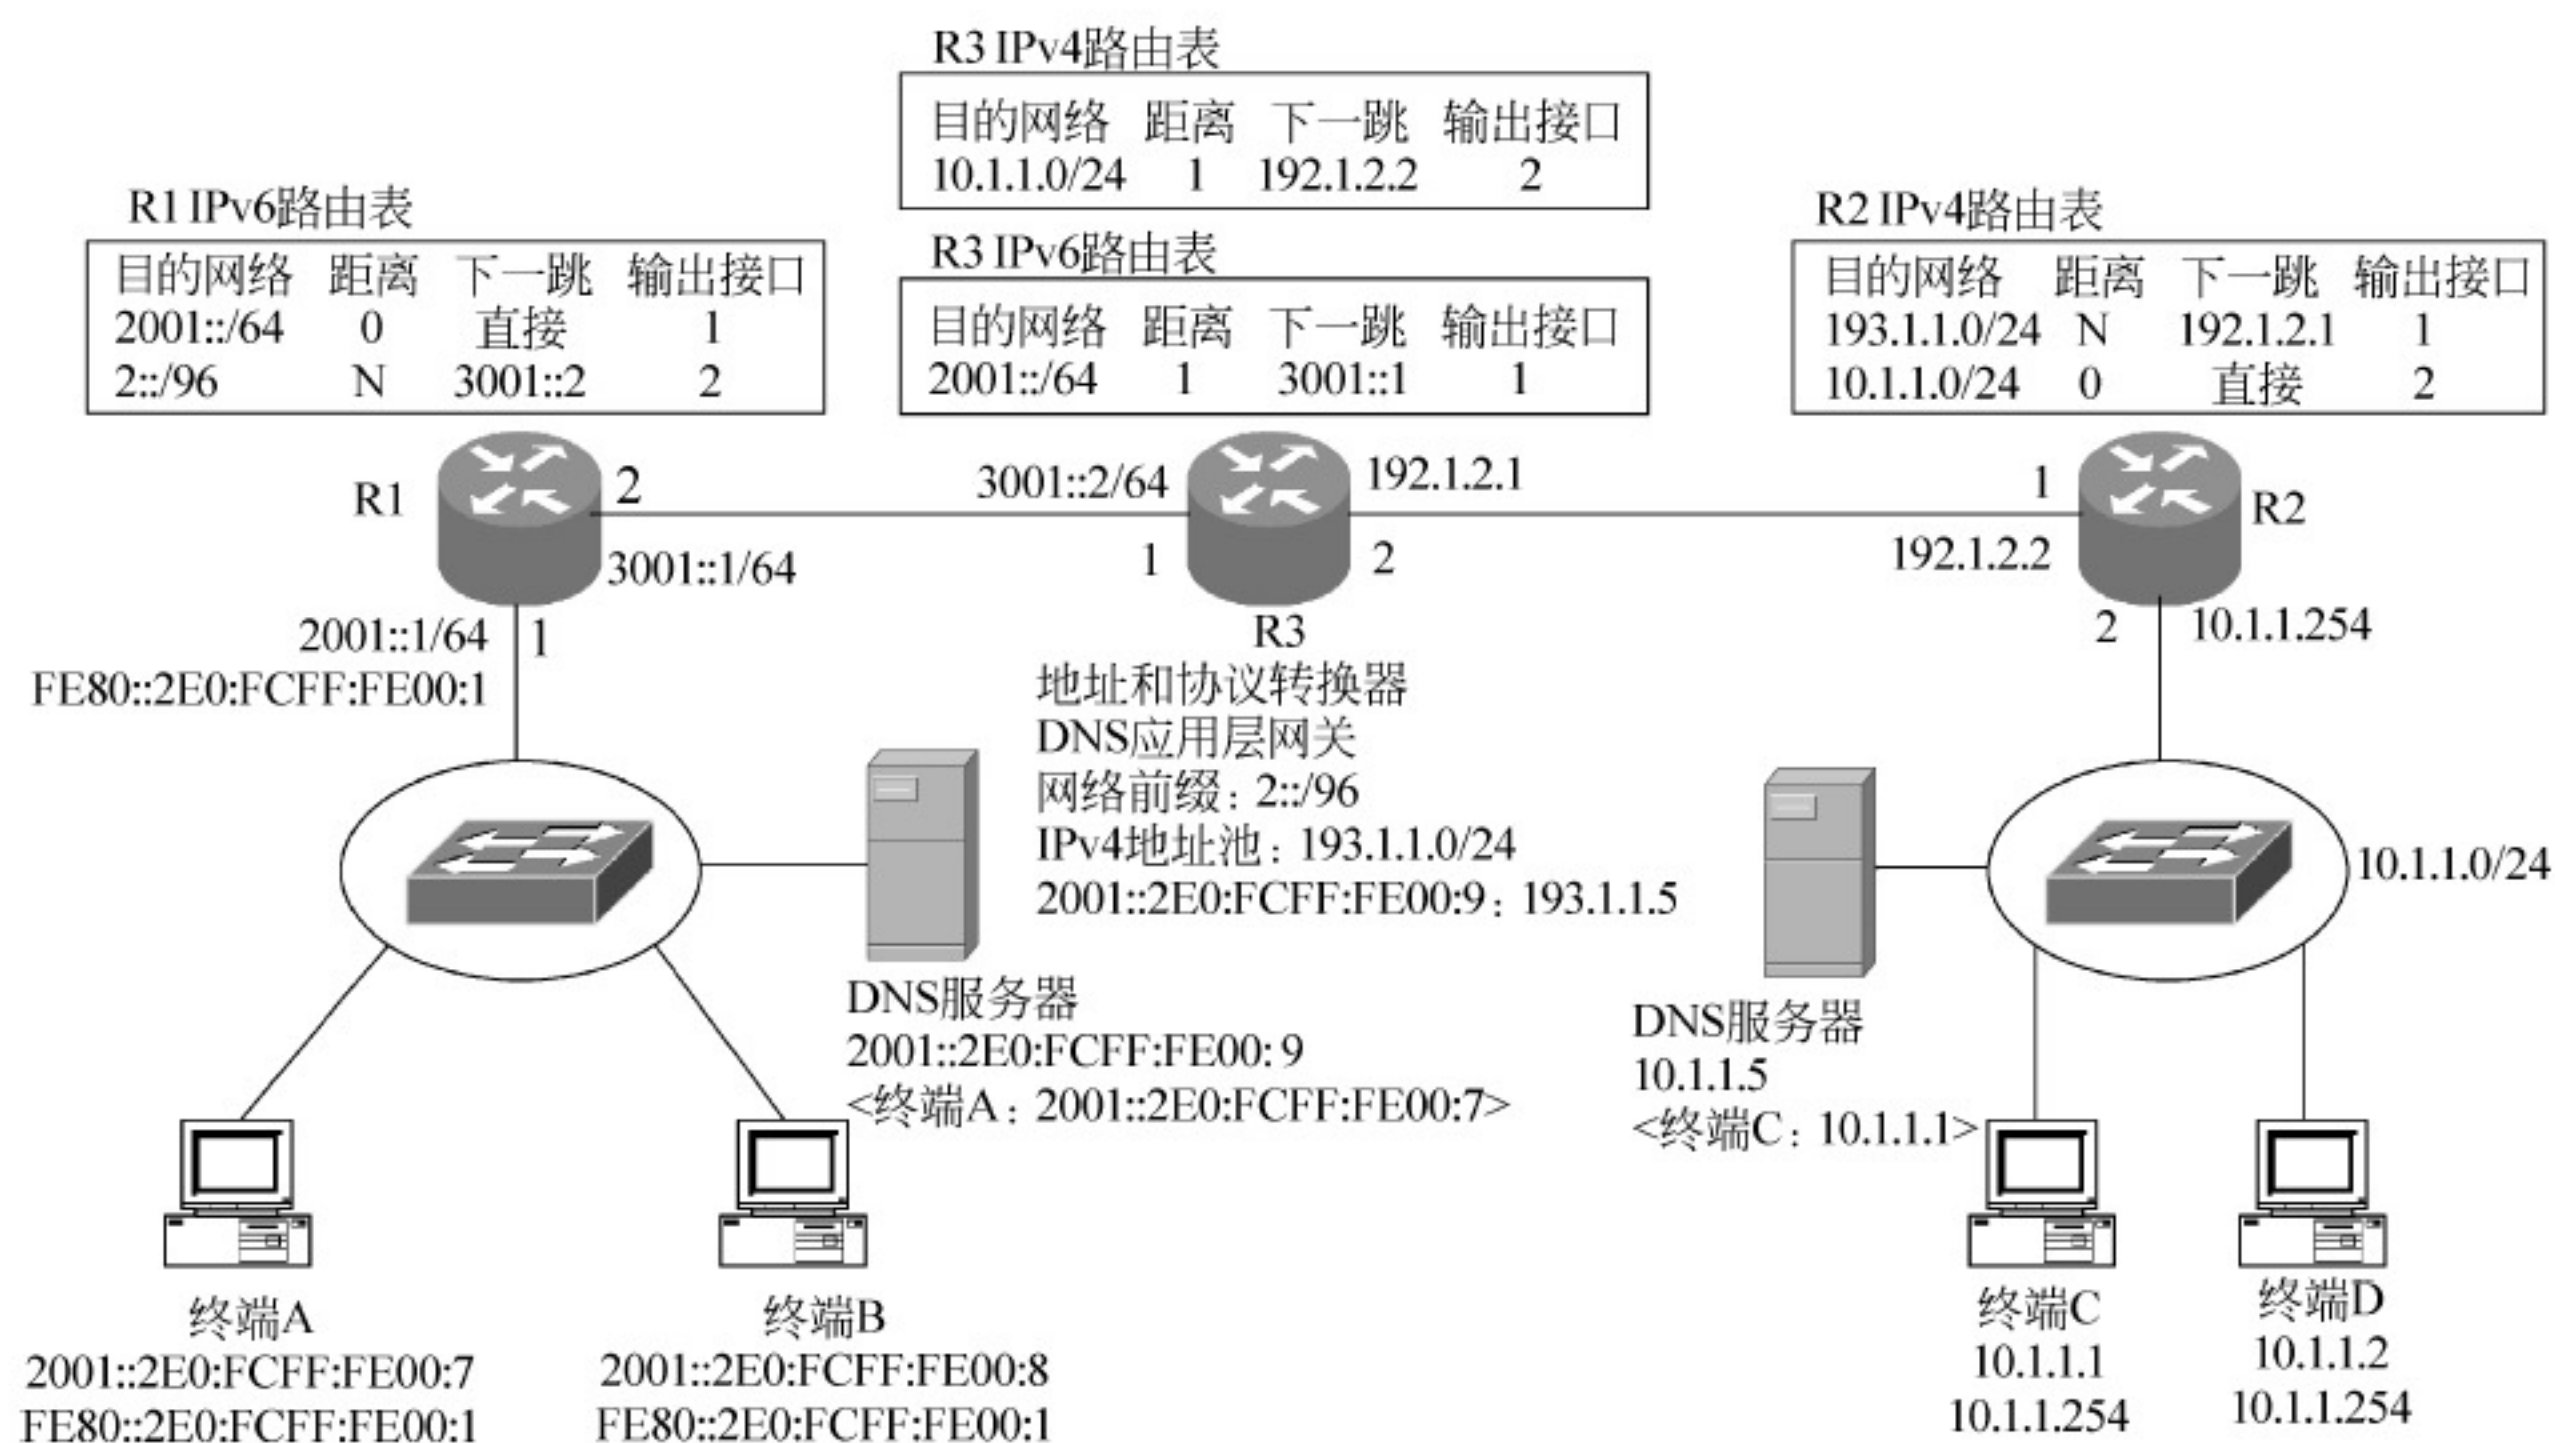 R3 IPv4路由表
目的网络 距离 下一跳 输出接口
10.1.1.0/24 1 192.1.2.2 2
R1 IPv6路由表
目的网络 距离 下一跳 输出接口
2001::/64 0 直接 1
2::/96 N 3001::2 2
R3 IPv6路由表
目的网络 距离 下一跳 输出接口
2001::/64 1 3001::1 1
R2 IPv4路由表
目的网络 距离 下一跳 输出接口
193.1.1.0/24 N 192.1.2.1 1
10.1.1.0/24 0 直接 2
R1
2
3001::1/64
2001::1/64
1
FE80::2E0:FCFF:FE00:1
3001::2/64
1
192.1.2.1
2
R3
地址和协议转换器
DNS应用层网关
网络前缀：2::/96
IPv4地址池：193.1.1.0/24
2001::2E0:FCFF:FE00:9：193.1.1.5
1
R2
192.1.2.2
2
10.1.1.254
10.1.1.0/24
DNS服务器
2001::2E0:FCFF:FE00:9
<终端A：2001::2E0:FCFF:FE00:7>
DNS服务器
10.1.1.5
<终端C：10.1.1.1>
终端A
2001::2E0:FCFF:FE00:7
FE80::2E0:FCFF:FE00:1
终端B
2001::2E0:FCFF:FE00:8
FE80::2E0:FCFF:FE00:1
终端C
10.1.1.1
10.1.1.254
终端D
10.1.1.2
10.1.1.254